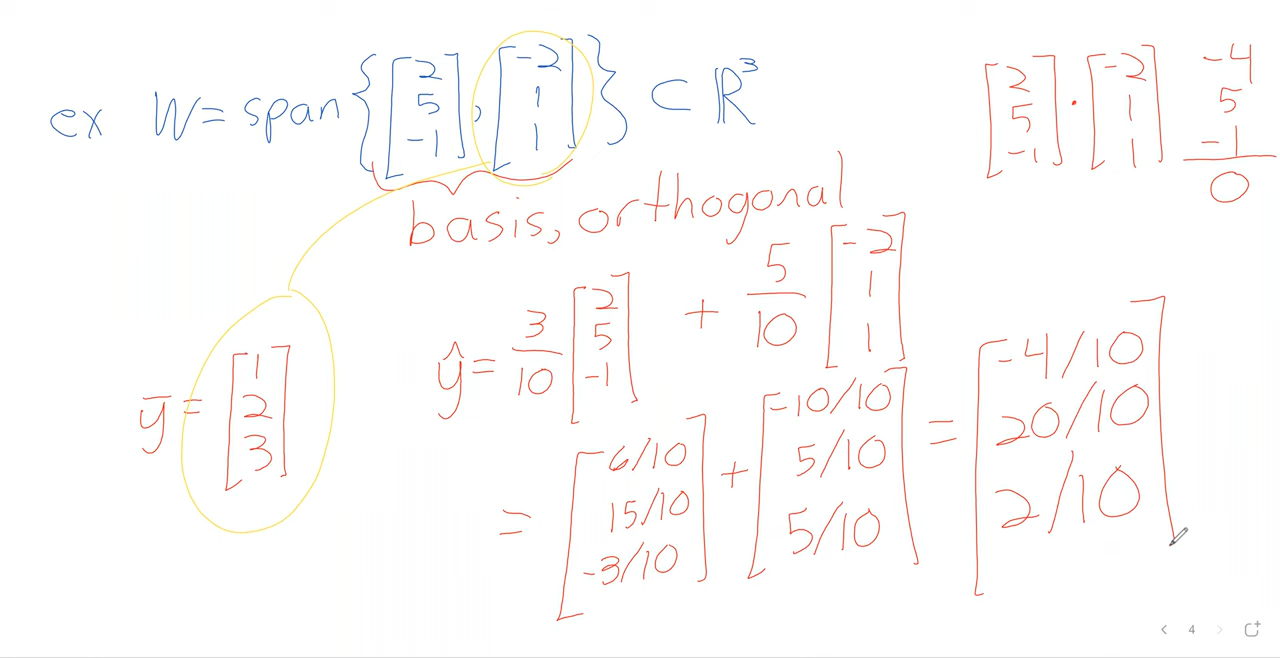 ex W = span{[2 5 -1], [-2 1 1]} ⊂ ℝ³
[2 5 -1] · [-2 1 1]
-4
5
-1
0
basis, orthogonal
y = [1 2 3]
ŷ = 3/10 [2 5 -1] + 5/10 [-2 1 1]
= [6/10 15/10 -3/10] + [-10/10 5/10 5/10] = [-4/10 20/10 2/10]
< 4 >